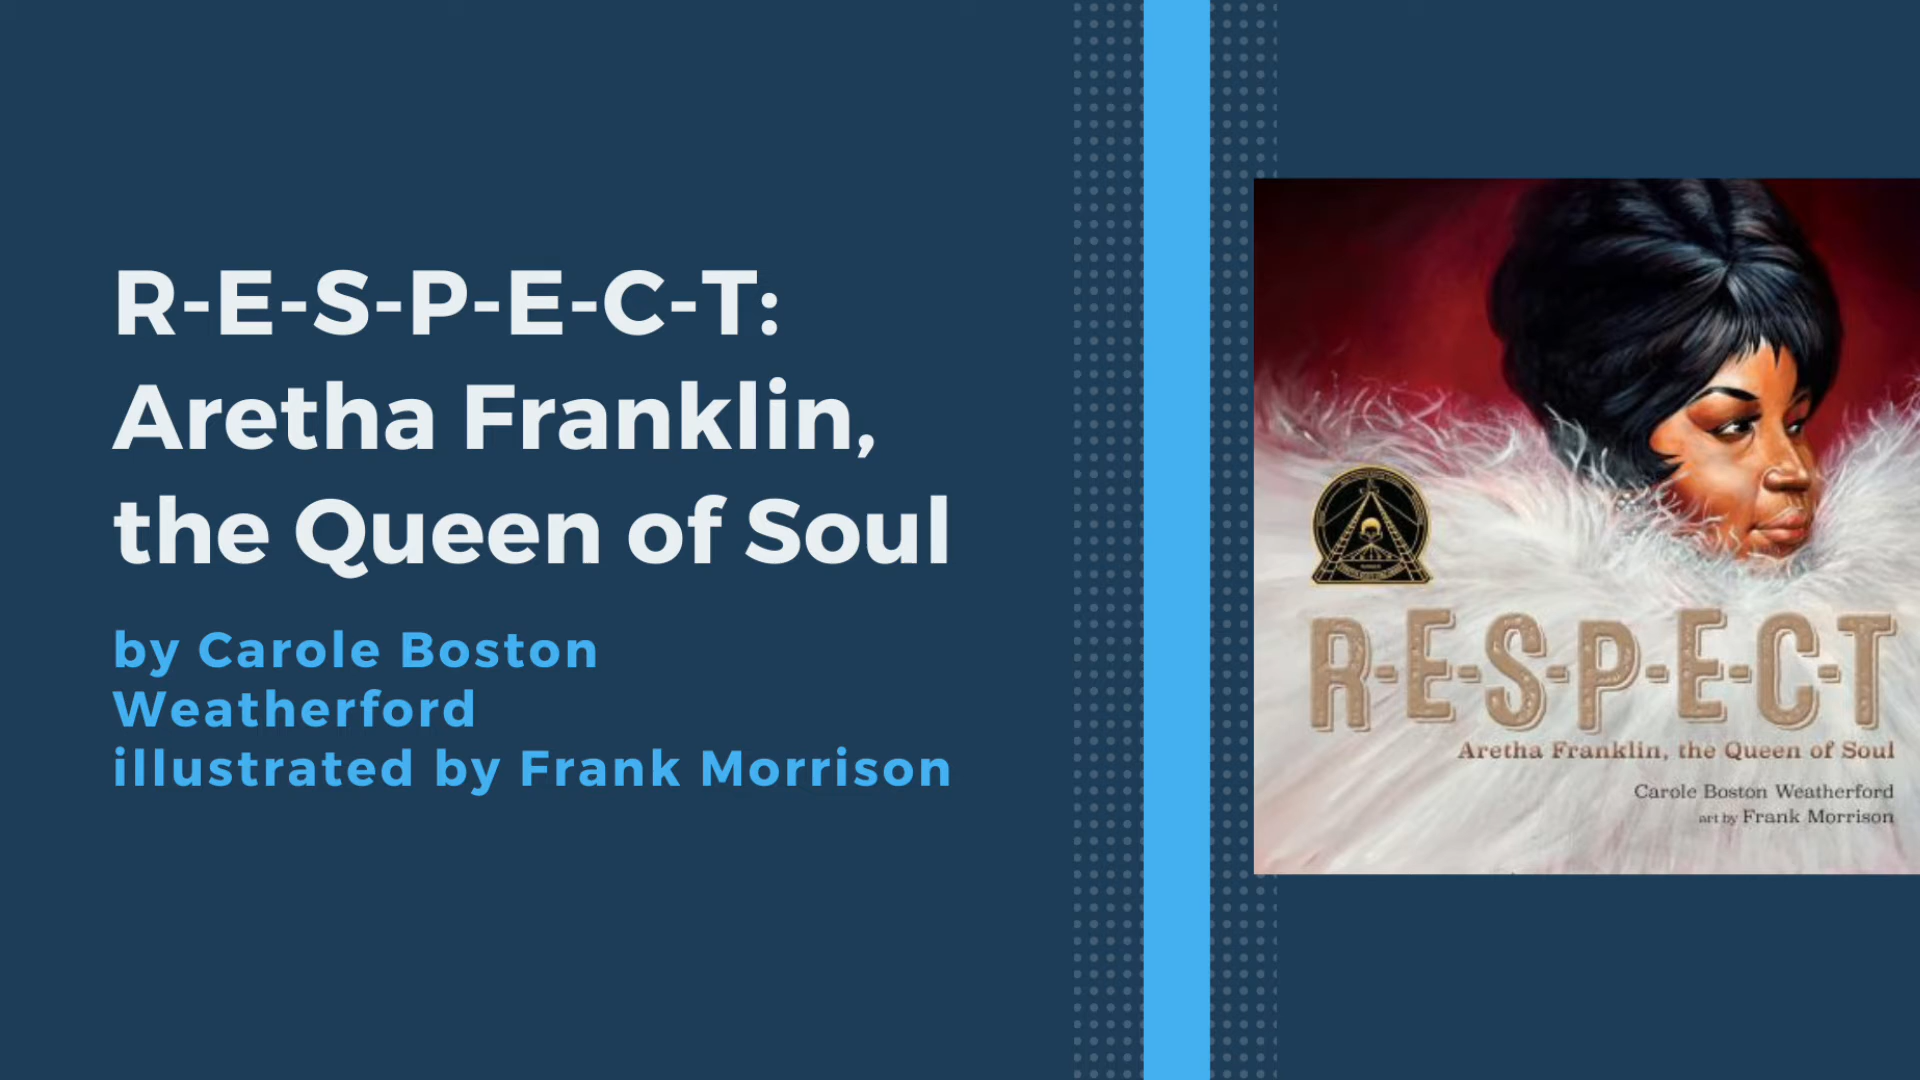 R-E-S-P-E-C-T:
Aretha Franklin,
the Queen of Soul
by Carole Boston
Weatherford
illustrated by Frank Morrison
R-E-S-P-E-C-T
Aretha Franklin, the Queen of Soul
Carole Boston Weatherford
art by Frank Morrison